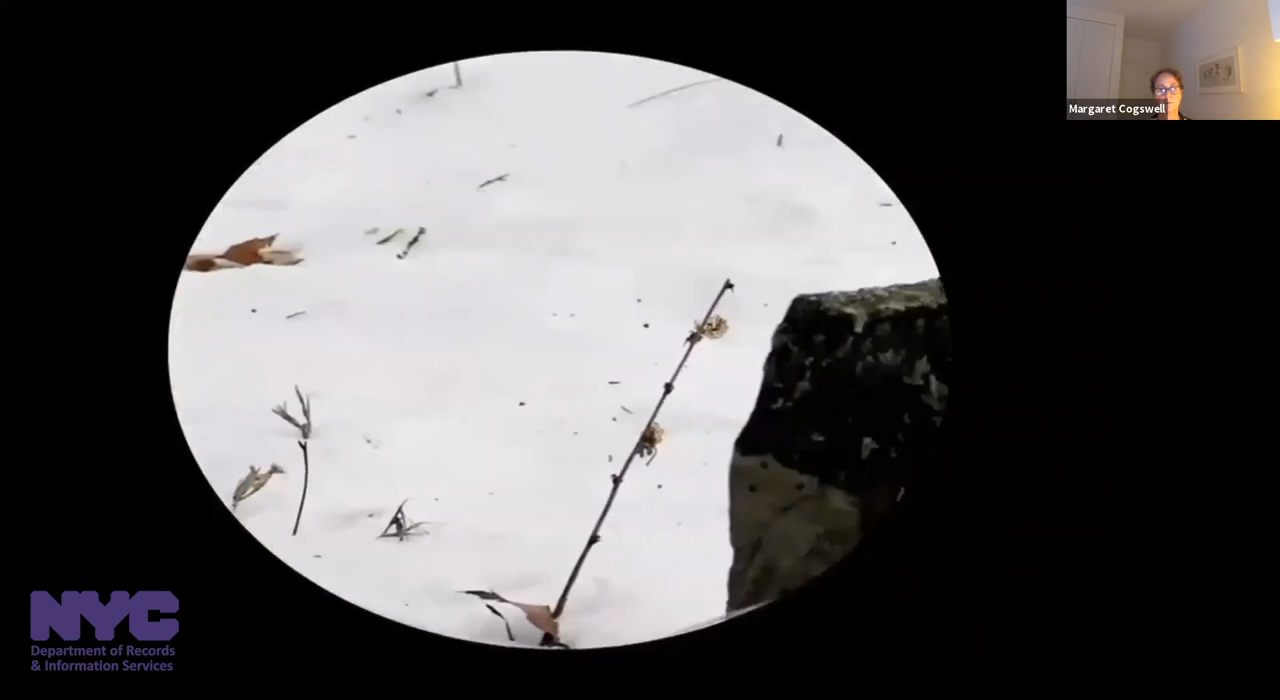 Margaret Cogswell
NYC
Department of Records
& Information Services